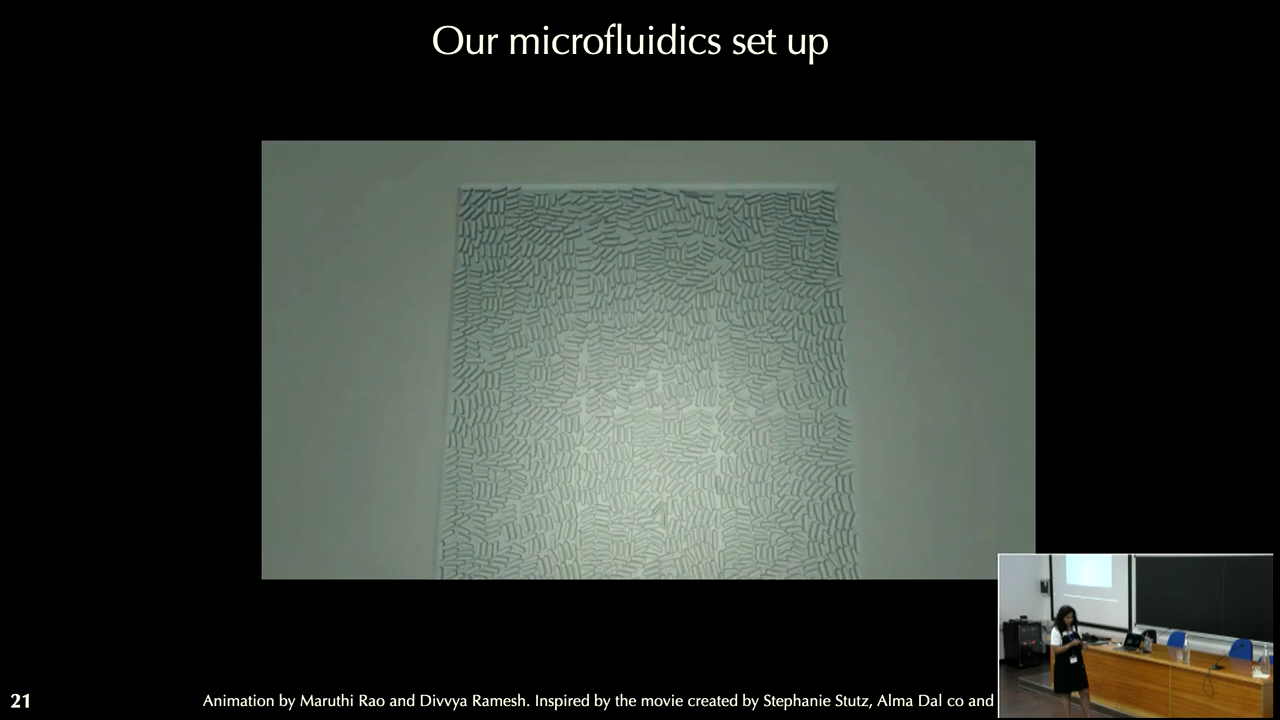 Our microfluidics set up
21
Animation by Maruthi Rao and Divvya Ramesh. Inspired by the movie created by Stephanie Stutz, Alma Dal co and